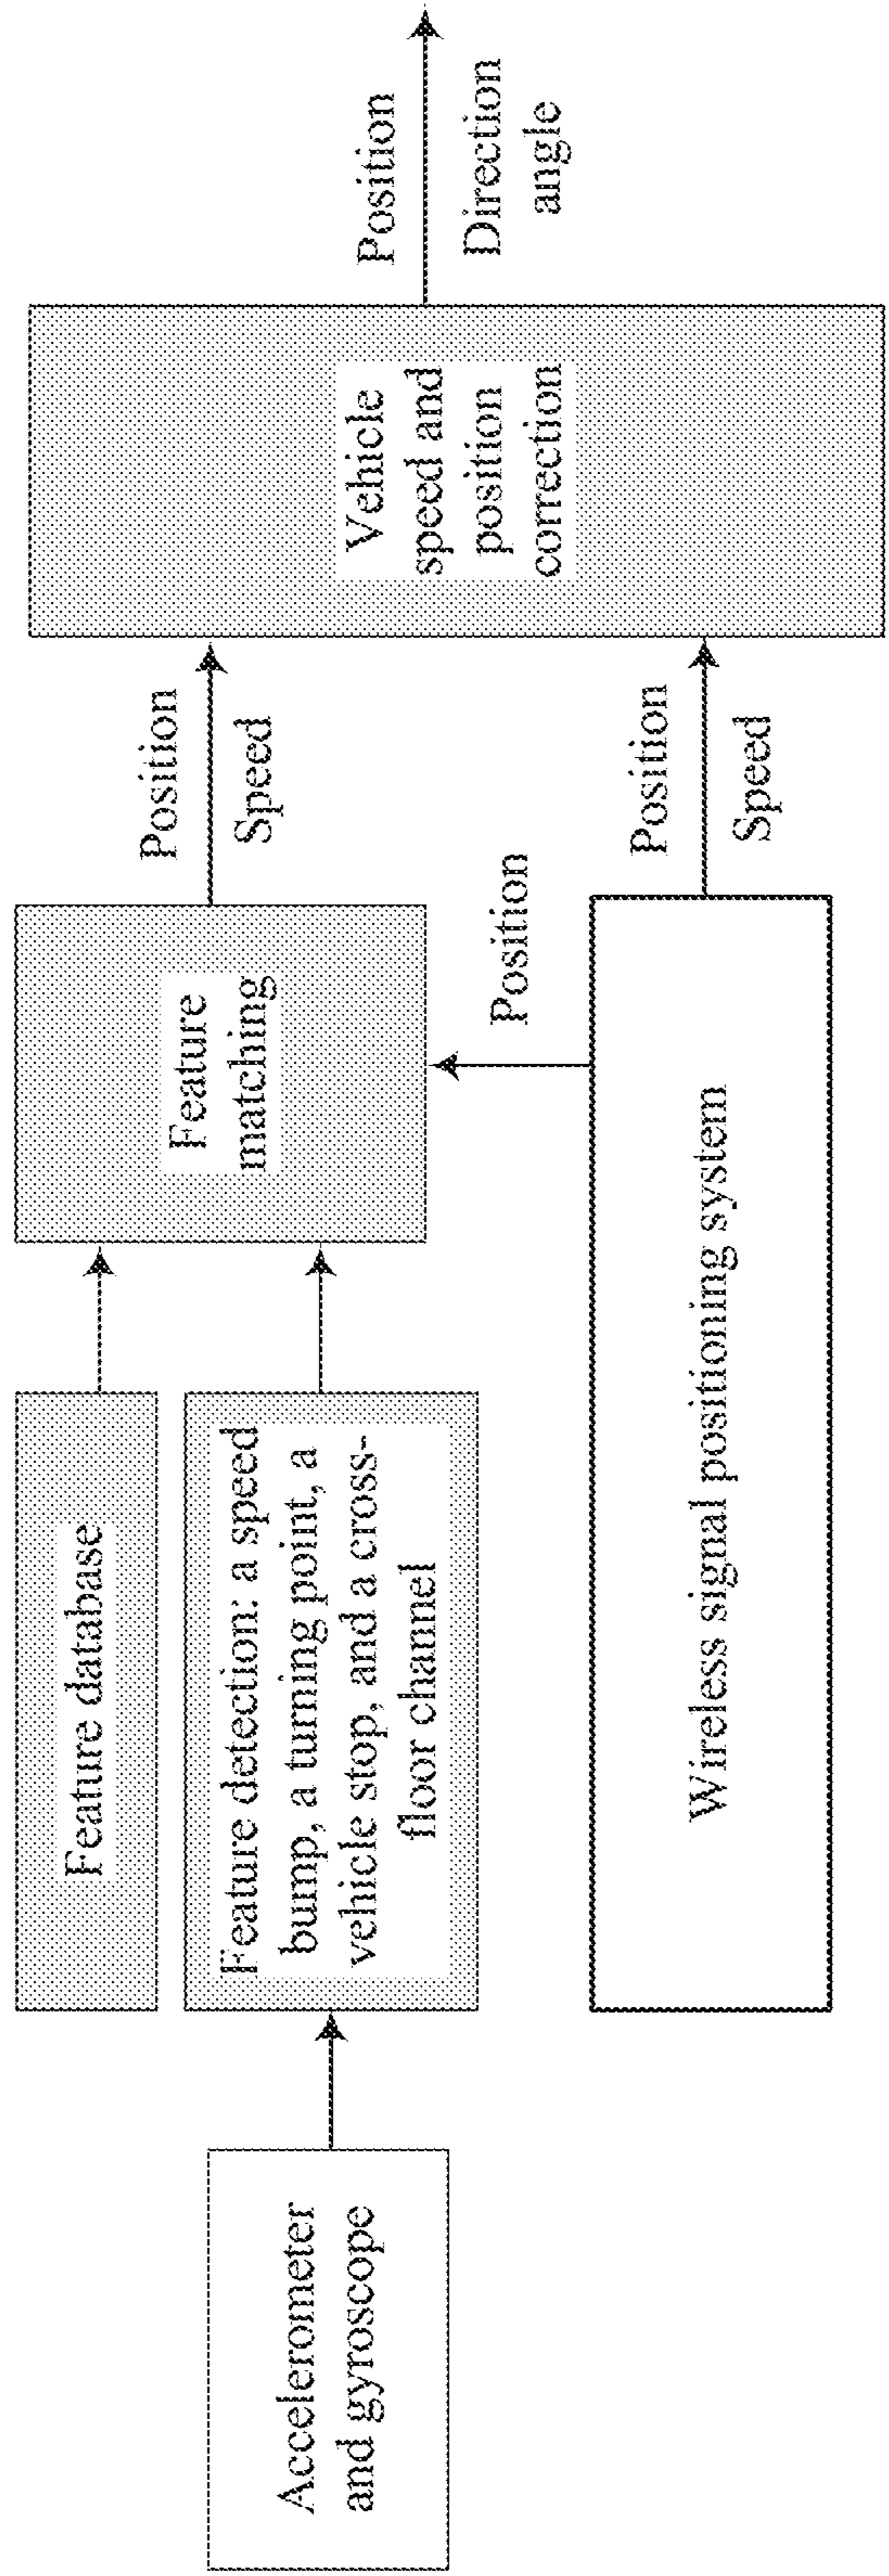 Accelerometer
and gyroscope
Feature database
Feature detection: a speed
bump, a turning point, a
vehicle stop, and a cross-
floor channel
Wireless signal positioning system
Feature
matching
Position
Position
Speed
Position
Speed
Vehicle
speed and
position
correction
Position
Direction
angle